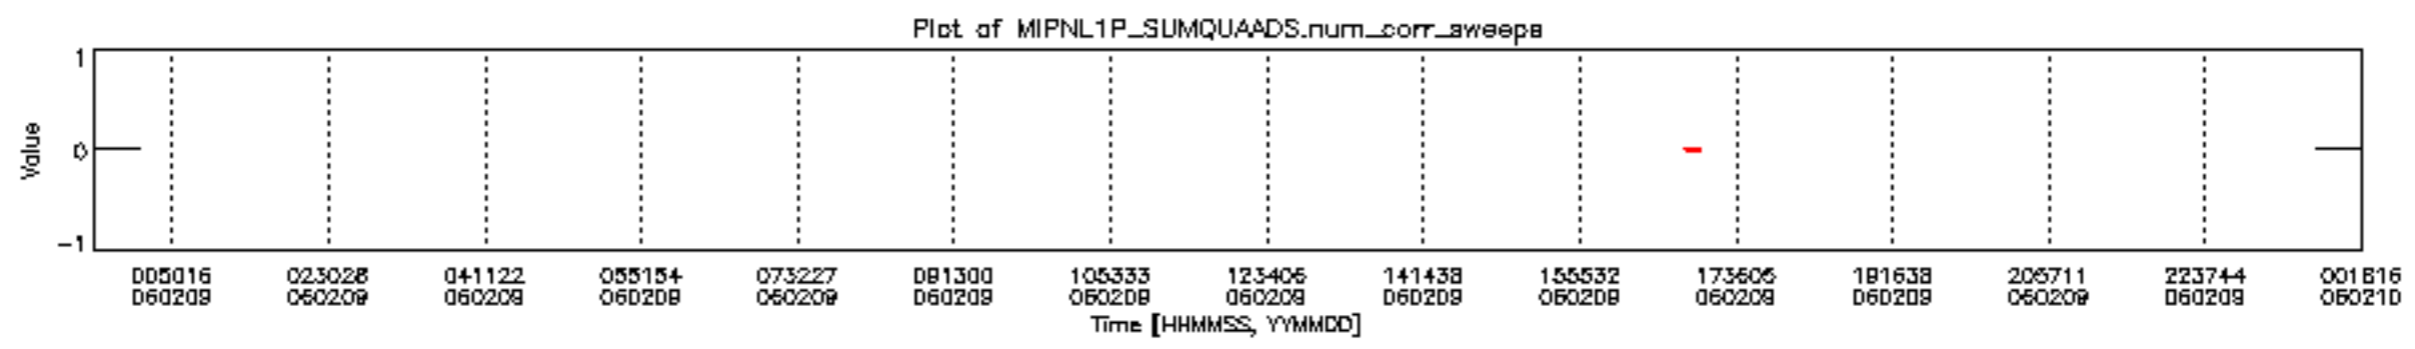 Plot of MIPNL1P_SUMQUAADS.num_corr_sweeps
1
Value
0
-1
005016 023028 041122 055154 073227 091300 105333 123406 141438 155532 173605 191638 205711 223744 001816
060209 060209 060209 060209 060209 060209 060209 060209 060209 060209 060209 060209 060209 060209 060210
Time [HHMMSS, YYMMDD]